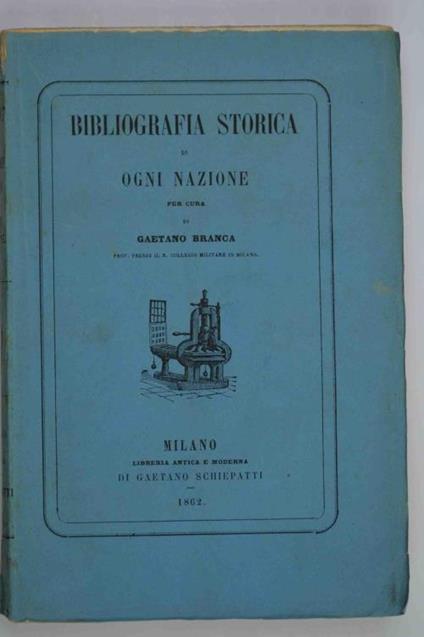 BIBLIOGRAFIA STORICA
DI
OGNI NAZIONE
PER CURA
DI
GAETANO BRANCA
PROF. PRESSO IL R. COLLEGIO MILITARE IN MILANO.
MILANO
LIBRERIA ANTICA E MODERNA
DI GAETANO SCHIEPATTI
1862.